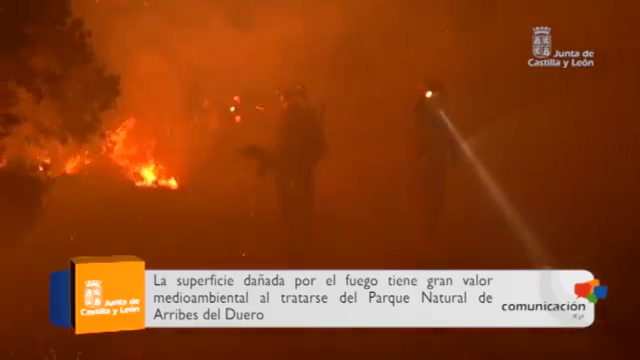 Junta de
Castilla y León
Junta de
Castilla y León
La superficie dañada por el fuego tiene gran valor
medioambiental al tratarse del Parque Natural de
Arribes del Duero
comunicación